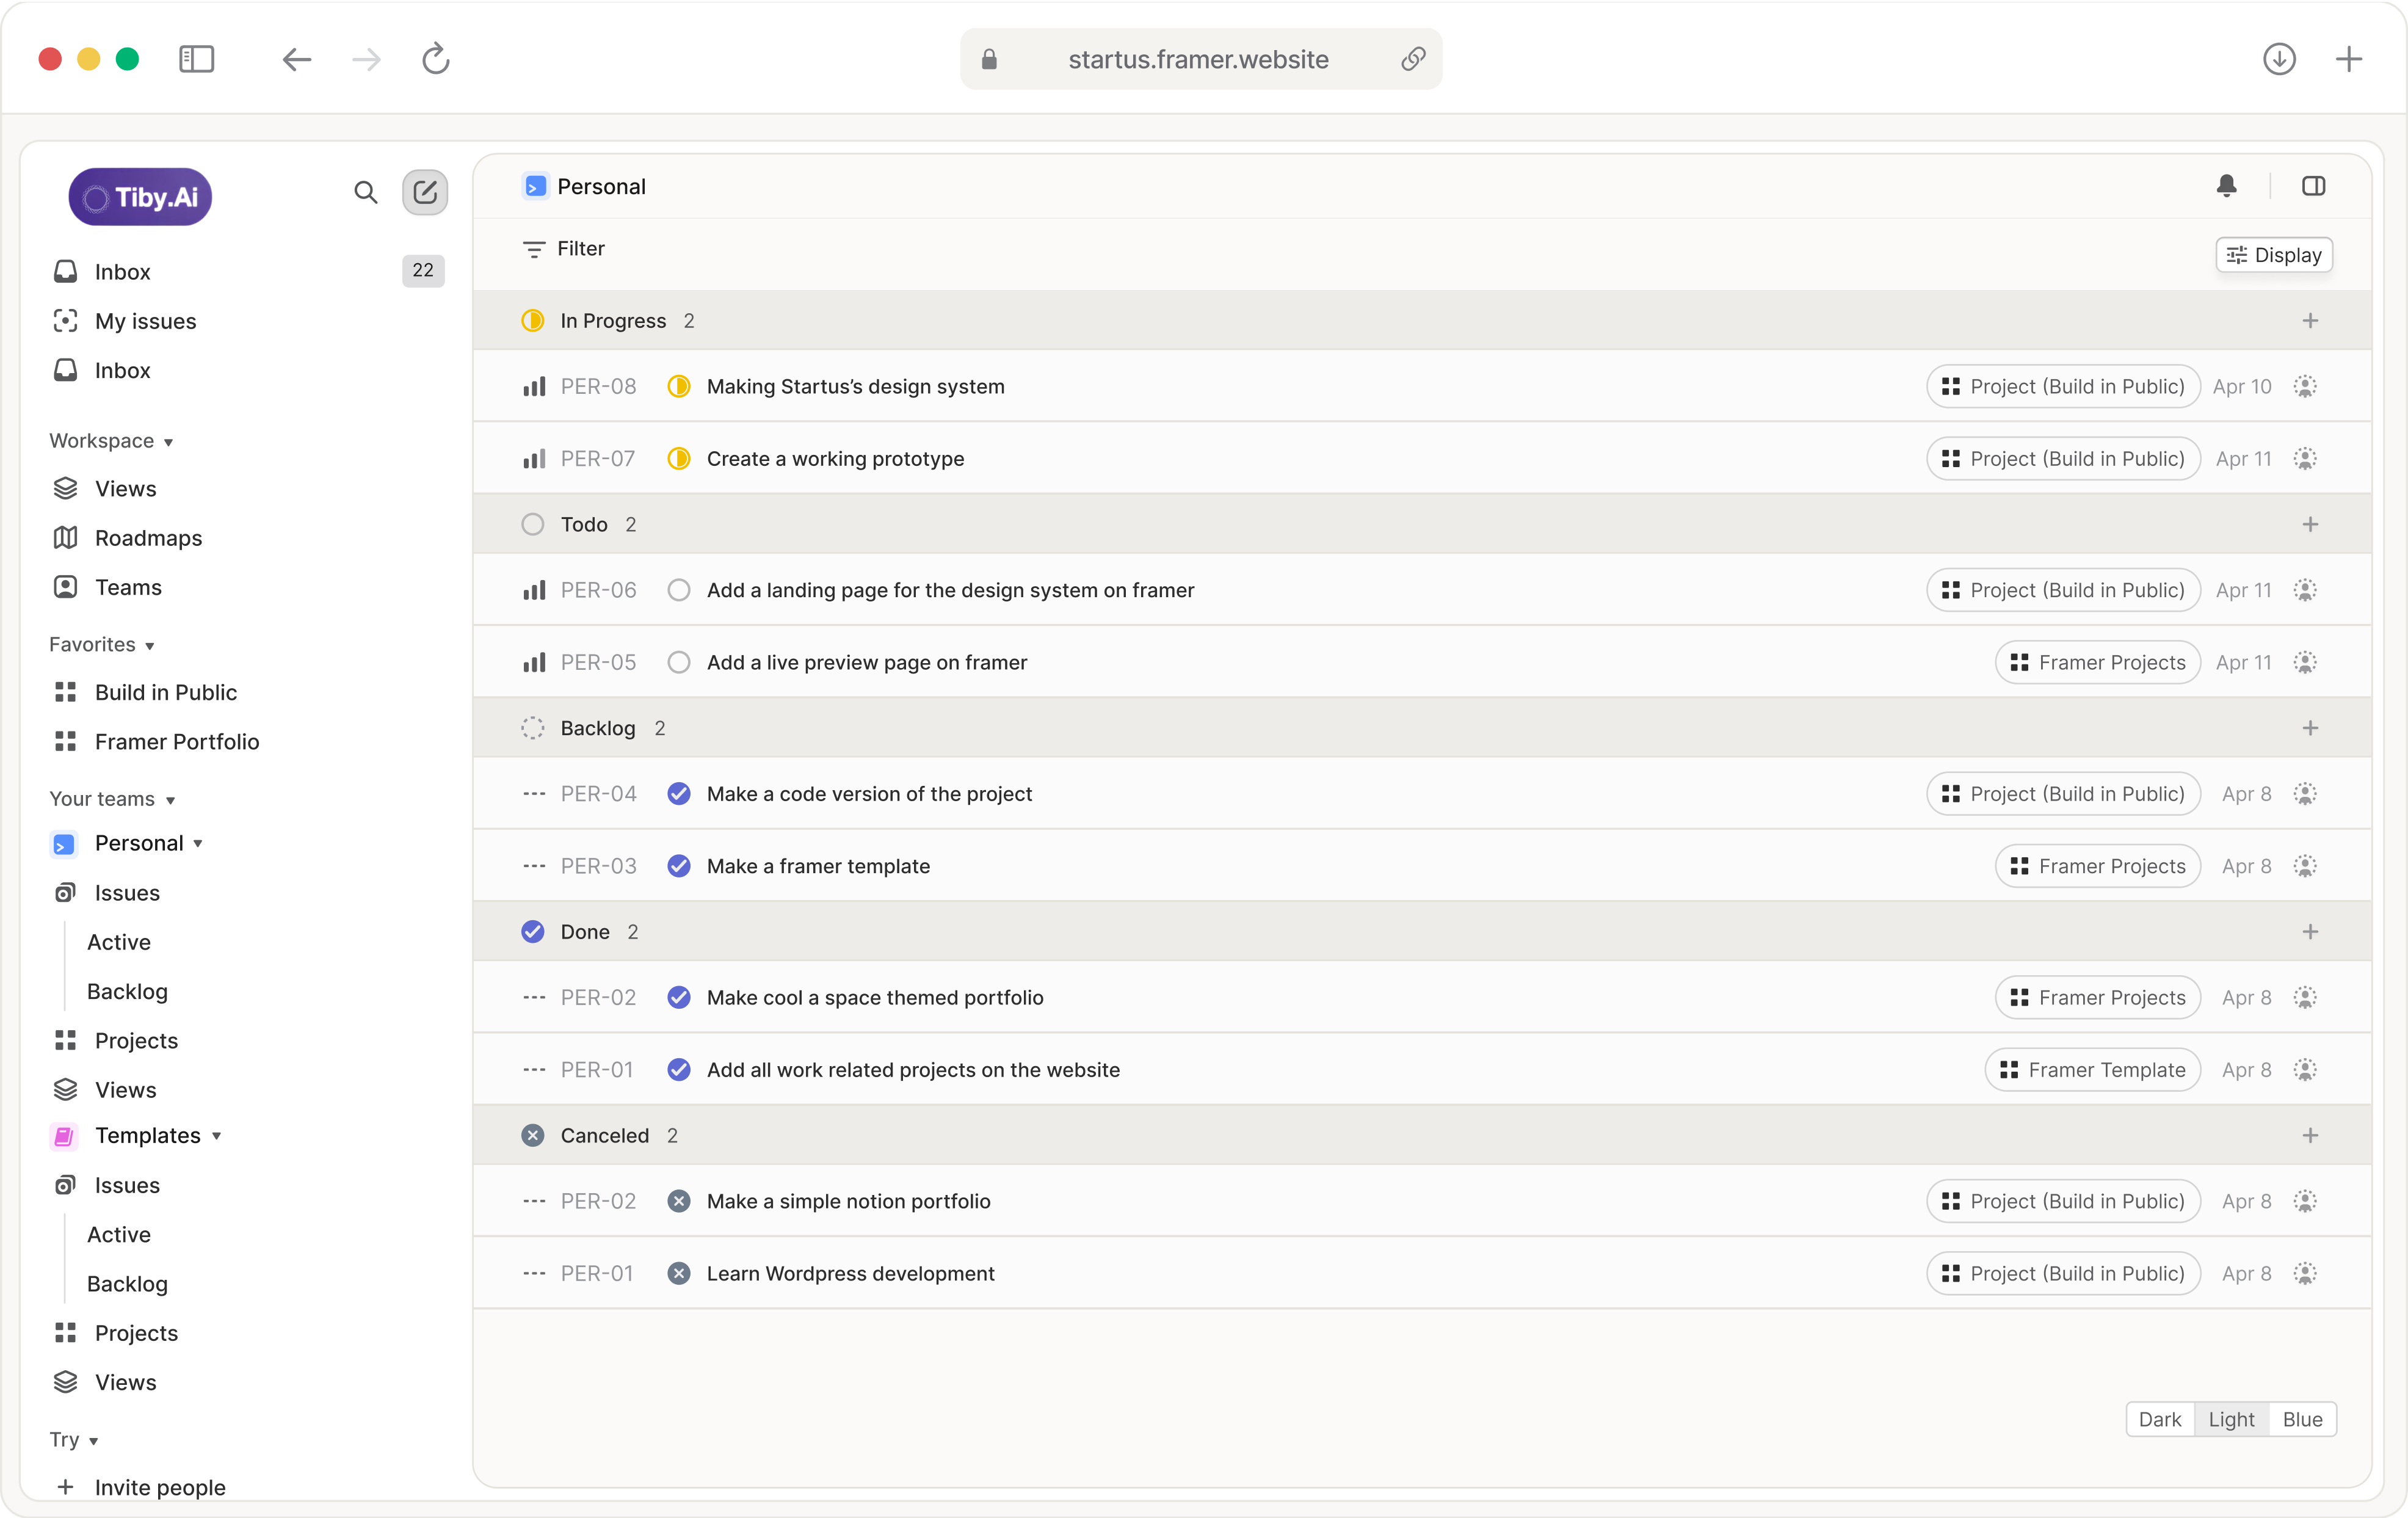 startus.framer.website
Tiby.Ai
Inbox 22
My issues
Inbox
Workspace
Views
Roadmaps
Teams
Favorites
Build in Public
Framer Portfolio
Your teams
Personal
Issues
Active
Backlog
Projects
Views
Templates
Issues
Active
Backlog
Projects
Views
Try
Invite people
Personal
Filter
Display
In Progress 2
PER-08 Making Startus’s design system Project (Build in Public) Apr 10
PER-07 Create a working prototype Project (Build in Public) Apr 11
Todo 2
PER-06 Add a landing page for the design system on framer Project (Build in Public) Apr 11
PER-05 Add a live preview page on framer Framer Projects Apr 11
Backlog 2
PER-04 Make a code version of the project Project (Build in Public) Apr 8
PER-03 Make a framer template Framer Projects Apr 8
Done 2
PER-02 Make cool a space themed portfolio Framer Projects Apr 8
PER-01 Add all work related projects on the website Framer Template Apr 8
Canceled 2
PER-02 Make a simple notion portfolio Project (Build in Public) Apr 8
PER-01 Learn Wordpress development Project (Build in Public) Apr 8
Dark Light Blue